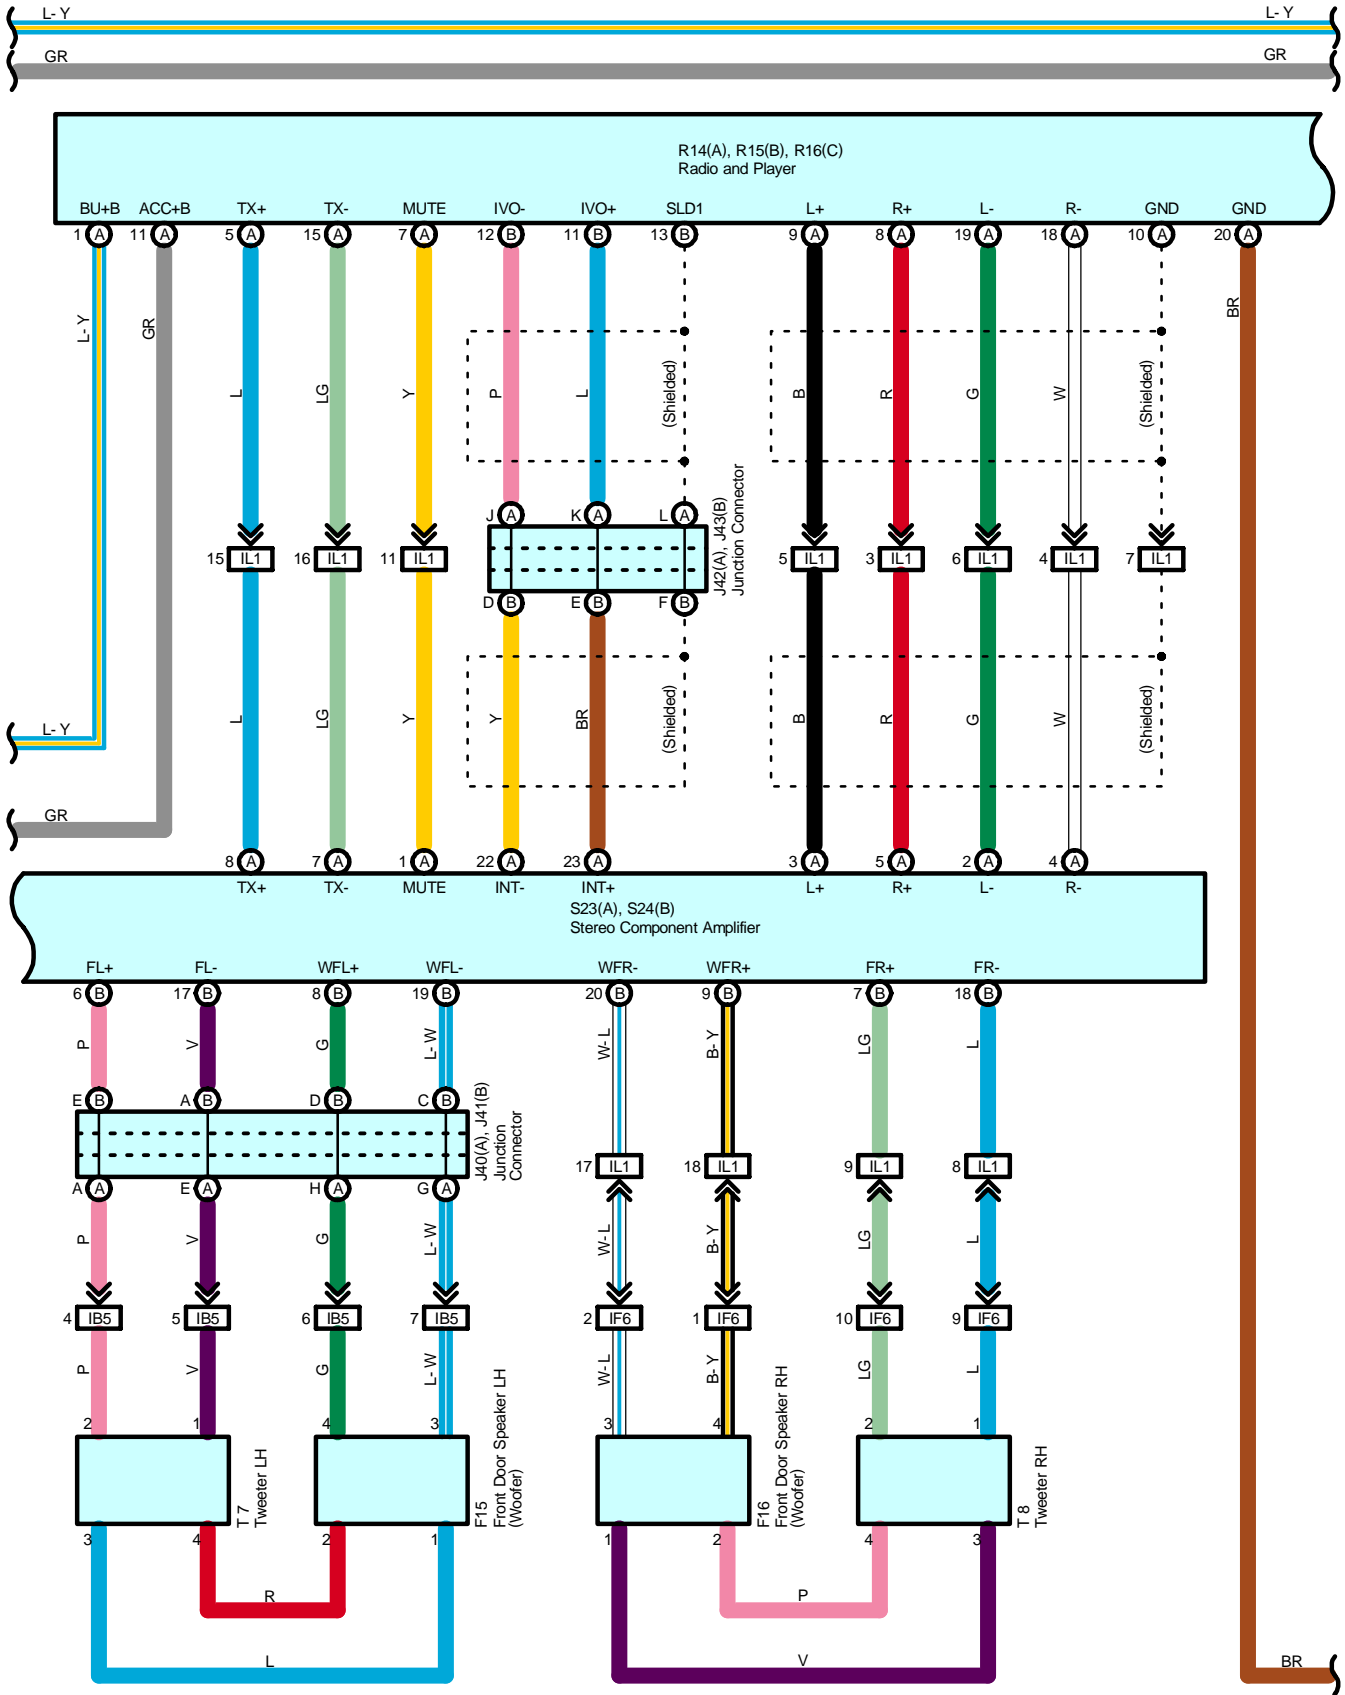 L- Y L- Y
GR GR
R14(A), R15(B), R16(C)
Radio and Player
BU+B ACC+B TX+ TX- MUTE IVO- IVO+ SLD1 L+ R+ L- R- GND GND
1 A 11 A 5 A 15 A 7 A 12 B 11 B 13 B 9 A 8 A 19 A 18 A 10 A 20 A
L- Y GR BR
L LG Y P L (Shielded) B R G W (Shielded)
J A K A L A
J42(A), J43(B)
Junction Connector
15 IL1 16 IL1 11 IL1 5 IL1 3 IL1 6 IL1 4 IL1 7 IL1
D B E B F B
L- Y
L LG Y Y BR (Shielded) B R G W (Shielded)
GR
8 A 7 A 1 A 22 A 23 A 3 A 5 A 2 A 4 A
TX+ TX- MUTE INT- INT+ L+ R+ L- R-
S23(A), S24(B)
Stereo Component Amplifier
FL+ FL- WFL+ WFL- WFR- WFR+ FR+ FR-
6 B 17 B 8 B 19 B 20 B 9 B 7 B 18 B
P V G L- W W- L B- Y LG L
E B A B D B C B
J40(A), J41(B)
Junction
Connector
17 IL1 18 IL1 9 IL1 8 IL1
A A E A H A G A
P V G L- W W- L B- Y LG L
4 IB5 5 IB5 6 IB5 7 IB5 2 IF6 1 IF6 10 IF6 9 IF6
P V G L- W W- L B- Y LG L
2 1 4 3 3 4 2 1
T 7
Tweeter LH
F15
Front Door Speaker LH
(Woofer)
F16
Front Door Speaker RH
(Woofer)
T 8
Tweeter RH
3 4 2 1 1 2 4 3
R P
L V BR